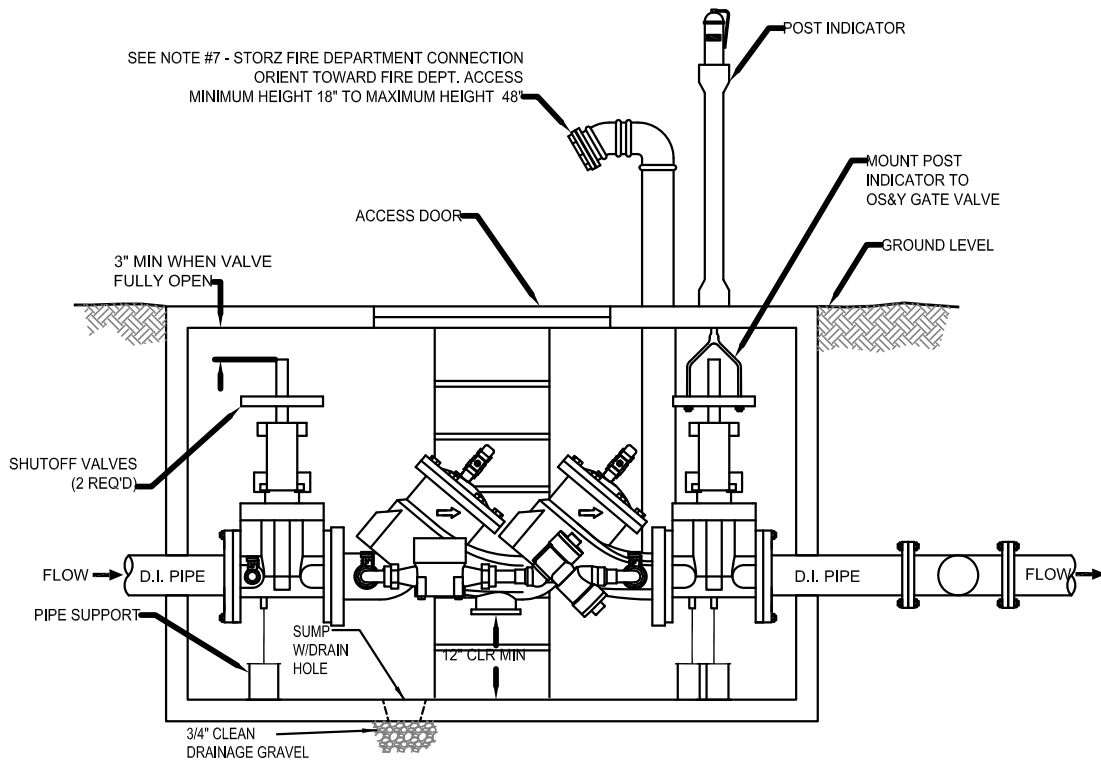 POST INDICATOR
SEE NOTE #7 - STORZ FIRE DEPARTMENT CONNECTION
ORIENT TOWARD FIRE DEPT. ACCESS
MINIMUM HEIGHT 18" TO MAXIMUM HEIGHT 48"
MOUNT POST
INDICATOR TO
OS&Y GATE VALVE
ACCESS DOOR
GROUND LEVEL
3" MIN WHEN VALVE
FULLY OPEN
SHUTOFF VALVES
(2 REQ'D)
FLOW
D.I. PIPE
D.I. PIPE
FLOW
PIPE SUPPORT
SUMP
W/DRAIN
HOLE
12" CLR MIN
3/4" CLEAN
DRAINAGE GRAVEL